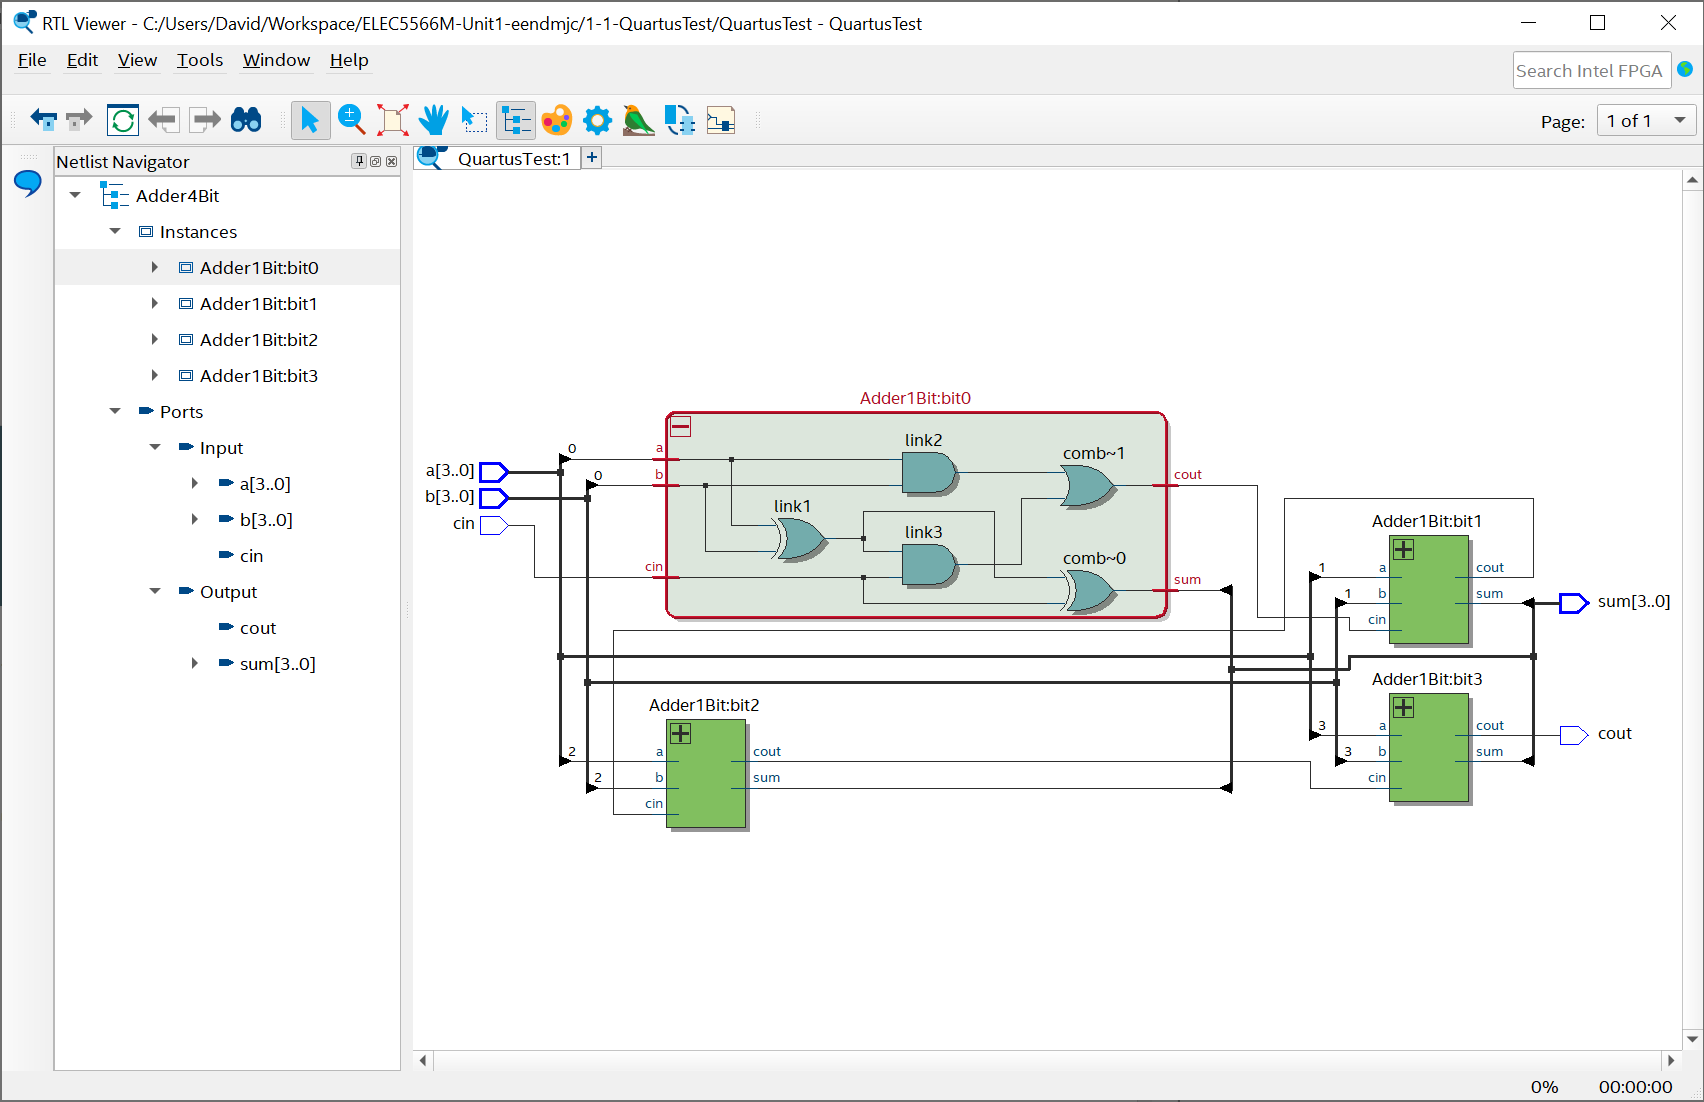 RTL Viewer - C:/Users/David/Workspace/ELEC5566M-Unit1-eendmjc/1-1-QuartusTest/QuartusTest - QuartusTest
File Edit View Tools Window Help
Search Intel FPGA
Page: 1 of 1
Netlist Navigator
QuartusTest:1
Adder4Bit
Instances
Adder1Bit:bit0
Adder1Bit:bit1
Adder1Bit:bit2
Adder1Bit:bit3
Ports
Input
a[3..0]
b[3..0]
cin
Output
cout
sum[3..0]
Adder1Bit:bit0
a[3..0]
b[3..0]
cin
0
0
a
b
cin
link1
link2
link3
comb~1
comb~0
cout
sum
Adder1Bit:bit1
1
1
a
b
cin
cout
sum
sum[3..0]
Adder1Bit:bit2
2
2
a
b
cin
cout
sum
Adder1Bit:bit3
3
3
a
b
cin
cout
sum
cout
0% 00:00:00